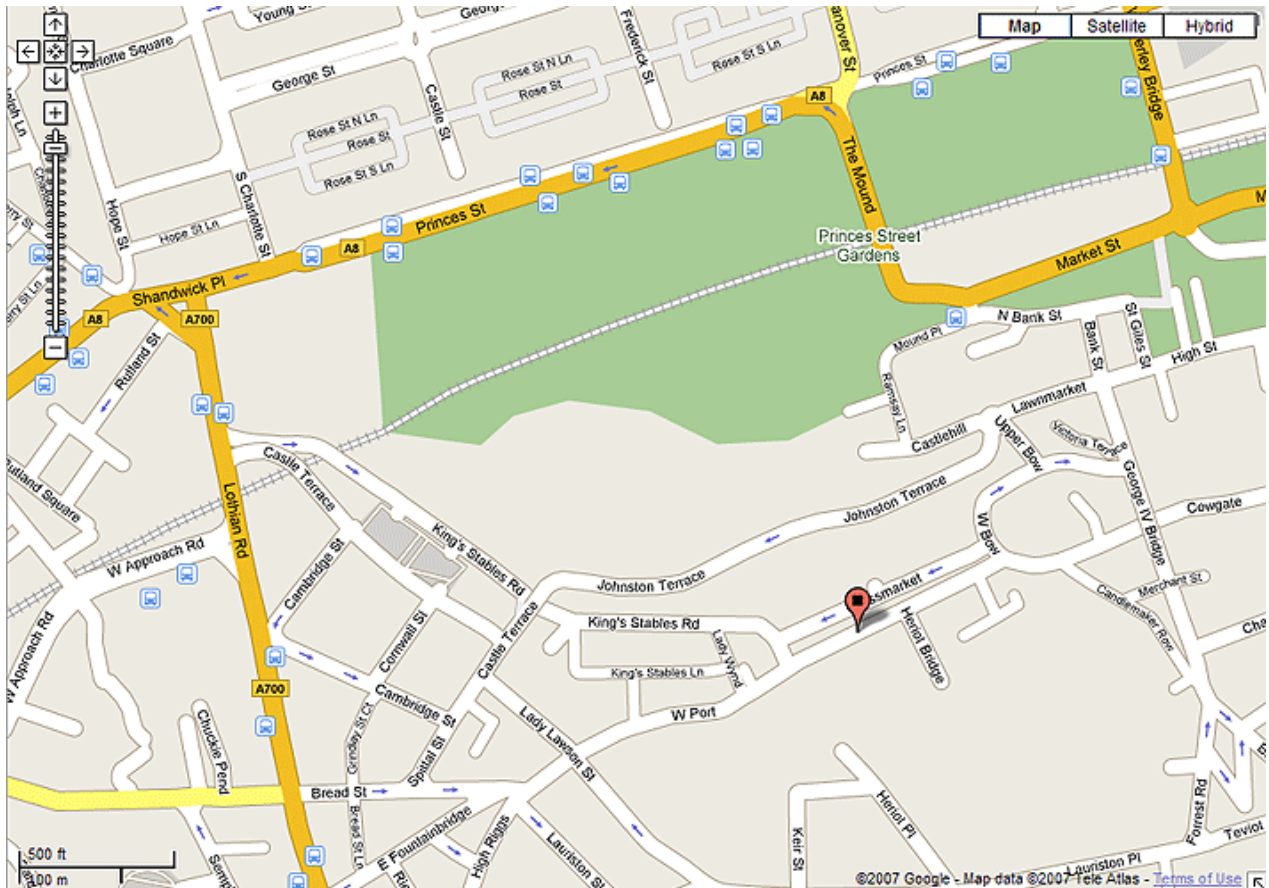 Young St
George
Frederick St
anover St
Map
Satellite
Hybrid
Charlotte Square
Princes St
erley Bridge
Rose St N Ln
Rose St
Rose St S Ln
George St
Castle St
A8
Rose St N Ln
Rose St
Rose St S Ln
S Charlotte St
The Mound
Hope St
Hope St Ln
Princes St
A8
Princes Street
Gardens
Market St
M
Shandwick Pl
A8
A700
N Bank St
St Giles St
Bank St
Mound Pl
High St
Rutland St
Ramsay Ln
Lawnmarket
Castlehill
Upper Bow
Victoria Terrace
Castle Terrace
Rutland Square
Lothian Rd
Johnston Terrace
George IV Bridge
Cowgate
King's Stables Rd
W Bow
W Approach Rd
Cambridge St
Johnston Terrace
ssmarket
Merchant St
Candlemaker Row
W Approach Rd
Cornwall St
Castle Terrace
King's Stables Rd
Lady Wynd
Heriot Bridge
Cha
King's Stables Ln
A700
Cambridge St
W Port
Chuckie Pend
Grindlay St Ct
Spittal St
Lady Lawson St
Bread St
Bread St Ln
Heriot Pl
Forrest Rd
Keir St
Teviot
E Fountainbridge
High Riggs
Lauriston St
Lauriston Pl
500 ft
100 m
©2007 Google - Map data ©2007 Tele Atlas - Terms of Use